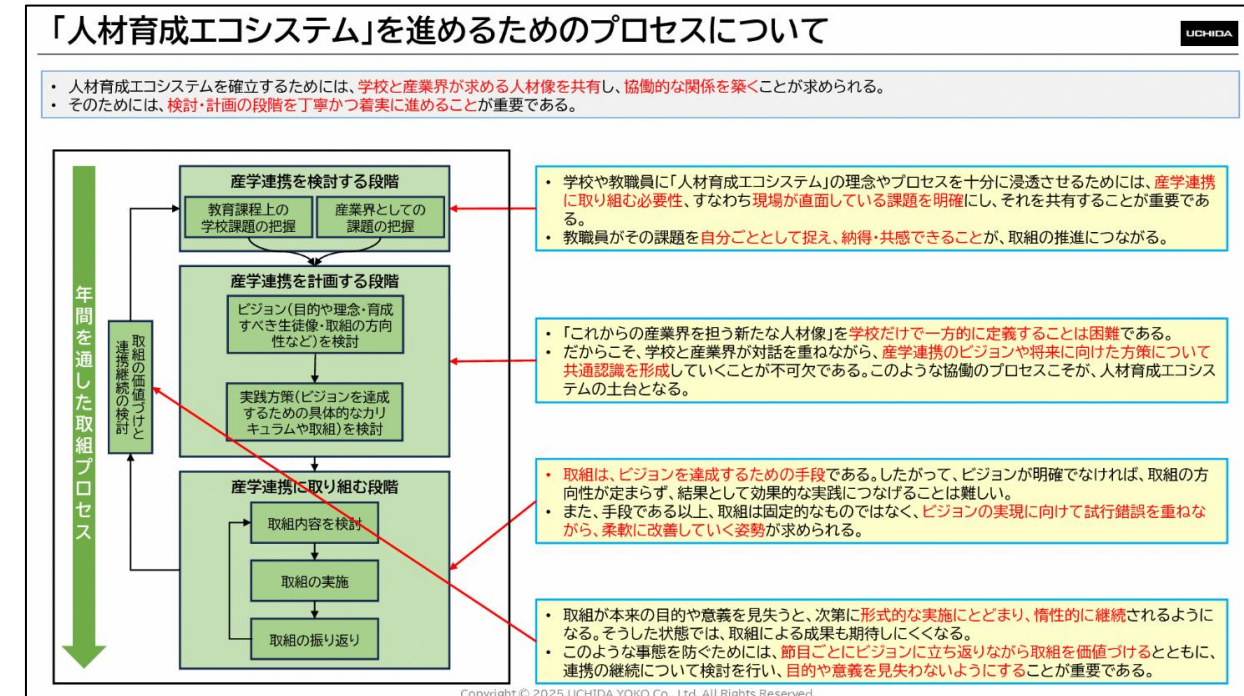 「人材育成エコシステム」を進めるためのプロセスについて
UCHIDA
• 人材育成エコシステムを確立するためには、学校と産業界が求める人材像を共有し、協働的な関係を築くことが求められる。
• そのためには、検討・計画の段階を丁寧かつ着実に進めることが重要である。
年間を通した取組プロセス
取組の価値づけと
連携継続の検討
産学連携を検討する段階
教育課程上の
学校課題の把握
産業界としての
課題の把握
産学連携を計画する段階
ビジョン(目的や理念・育成
すべき生徒像・取組の方向
性など)を検討
実践方策(ビジョンを達成
するための具体的なカリ
キュラムや取組)を検討
産学連携に取り組む段階
取組内容を検討
取組の実施
取組の振り返り
• 学校や教職員に「人材育成エコシステム」の理念やプロセスを十分に浸透させるためには、産学連携
に取り組む必要性、すなわち現場が直面している課題を明確にし、それを共有することが重要であ
る。
• 教職員がその課題を自分ごととして捉え、納得・共感できることが、取組の推進につながる。
• 「これからの産業界を担う新たな人材像」を学校だけで一方的に定義することは困難である。
• だからこそ、学校と産業界が対話を重ねながら、産学連携のビジョンや将来に向けた方策について
共通認識を形成していくことが不可欠である。このような協働のプロセスこそが、人材育成エコシス
テムの土台となる。
• 取組は、ビジョンを達成するための手段である。したがって、ビジョンが明確でなければ、取組の方
向性が定まらず、結果として効果的な実践につなげることは難しい。
• また、手段である以上、取組は固定的なものではなく、ビジョンの実現に向けて試行錯誤を重ねな
がら、柔軟に改善していく姿勢が求められる。
• 取組が本来の目的や意義を見失うと、次第に形式的な実施にとどまり、惰性的に継続されるように
なる。そうした状態では、取組による成果も期待しにくくなる。
• このような事態を防ぐためには、節目ごとにビジョンに立ち返りながら取組を価値づけるとともに、
連携の継続について検討を行い、目的や意義を見失わないようにすることが重要である。
Copyright © 2025 UCHIDA YOKO Co., Ltd. All Rights Reserved